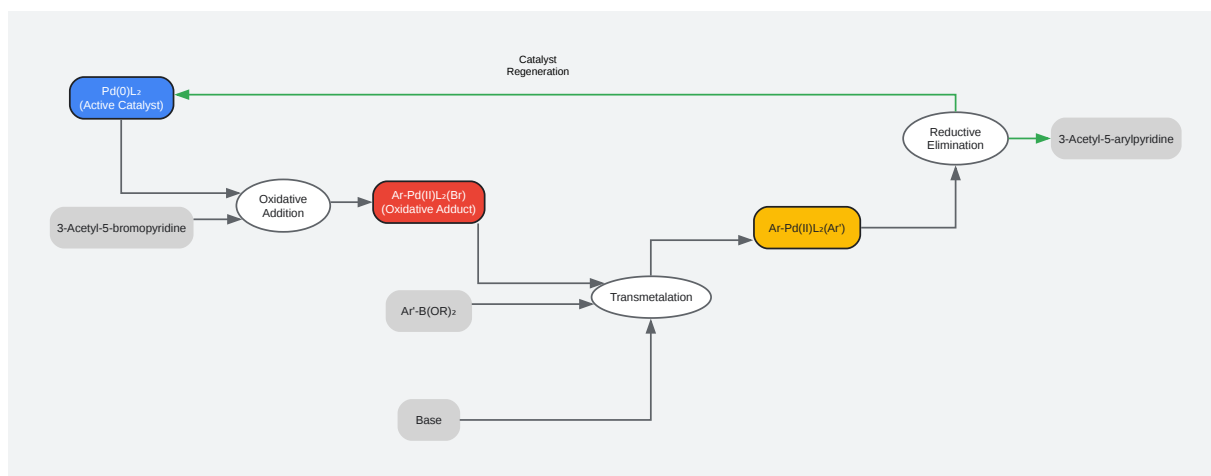 Catalyst
Regeneration
Pd(0)L₂
(Active Catalyst)
Reductive
Elimination
3-Acetyl-5-arylpyridine
Oxidative
Addition
Ar-Pd(II)L₂(Br)
(Oxidative Adduct)
3-Acetyl-5-bromopyridine
Ar-Pd(II)L₂(Ar')
Transmetalation
Ar'-B(OR)₂
Base